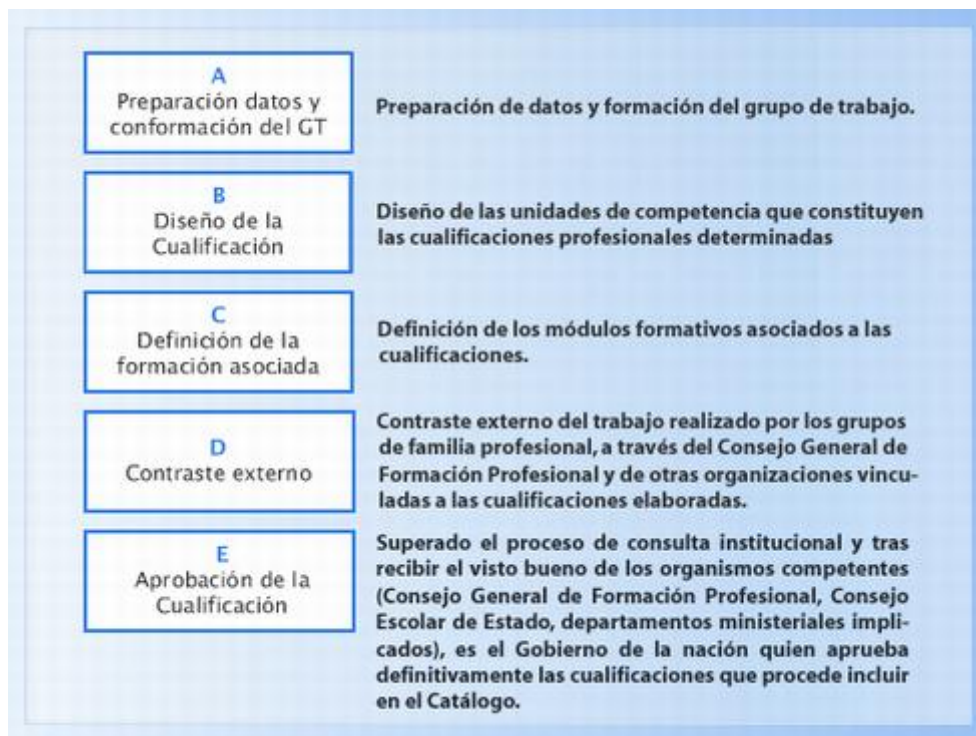 A
Preparación datos y
conformación del GT
Preparación de datos y formación del grupo de trabajo.
B
Diseño de la
Cualificación
Diseño de las unidades de competencia que constituyen
las cualificaciones profesionales determinadas
C
Definición de la
formación asociada
Definición de los módulos formativos asociados a las
cualificaciones.
D
Contraste externo
Contraste externo del trabajo realizado por los grupos
de familia profesional, a través del Consejo General de
Formación Profesional y de otras organizaciones vincu-
ladas a las cualificaciones elaboradas.
E
Aprobación de la
Cualificación
Superado el proceso de consulta institucional y tras
recibir el visto bueno de los organismos competentes
(Consejo General de Formación Profesional, Consejo
Escolar de Estado, departamentos ministeriales impli-
cados), es el Gobierno de la nación quien aprueba
definitivamente las cualificaciones que procede incluir
en el Catálogo.